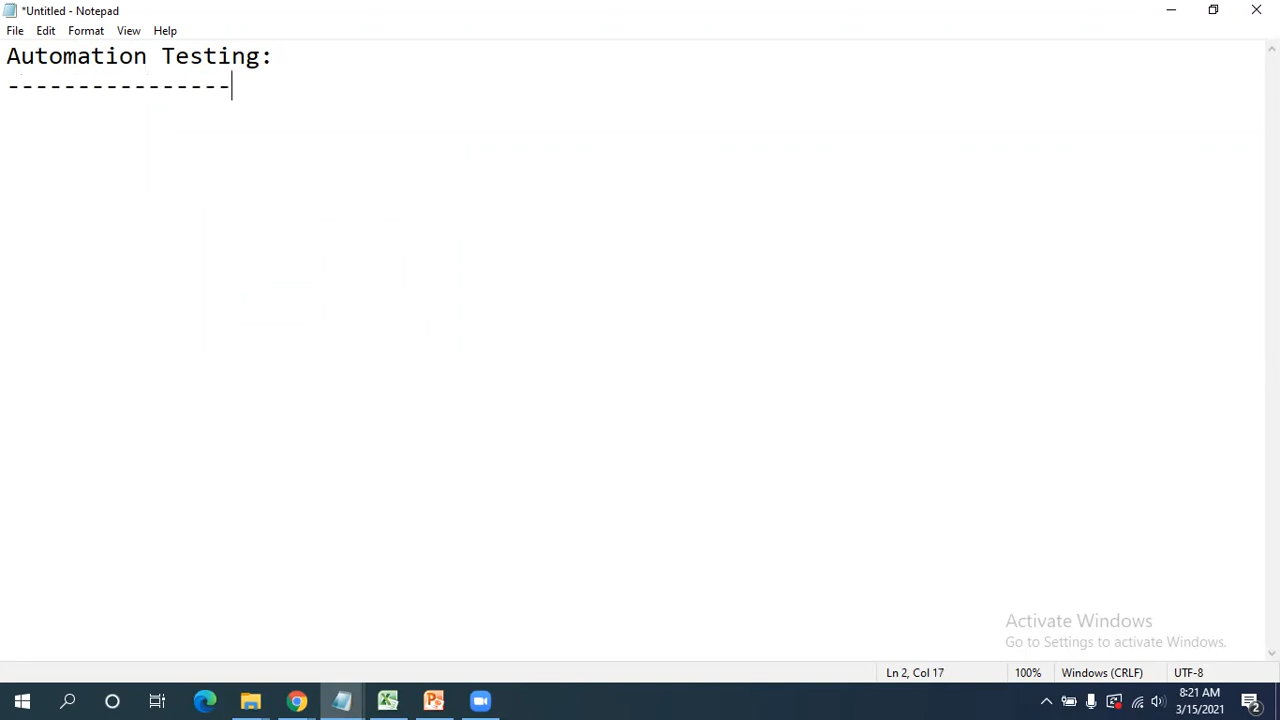 *Untitled - Notepad
File Edit Format View Help
Automation Testing:
----------------
Activate Windows
Go to Settings to activate Windows.
Ln 2, Col 17 100% Windows (CRLF) UTF-8
8:21 AM
3/15/2021
2